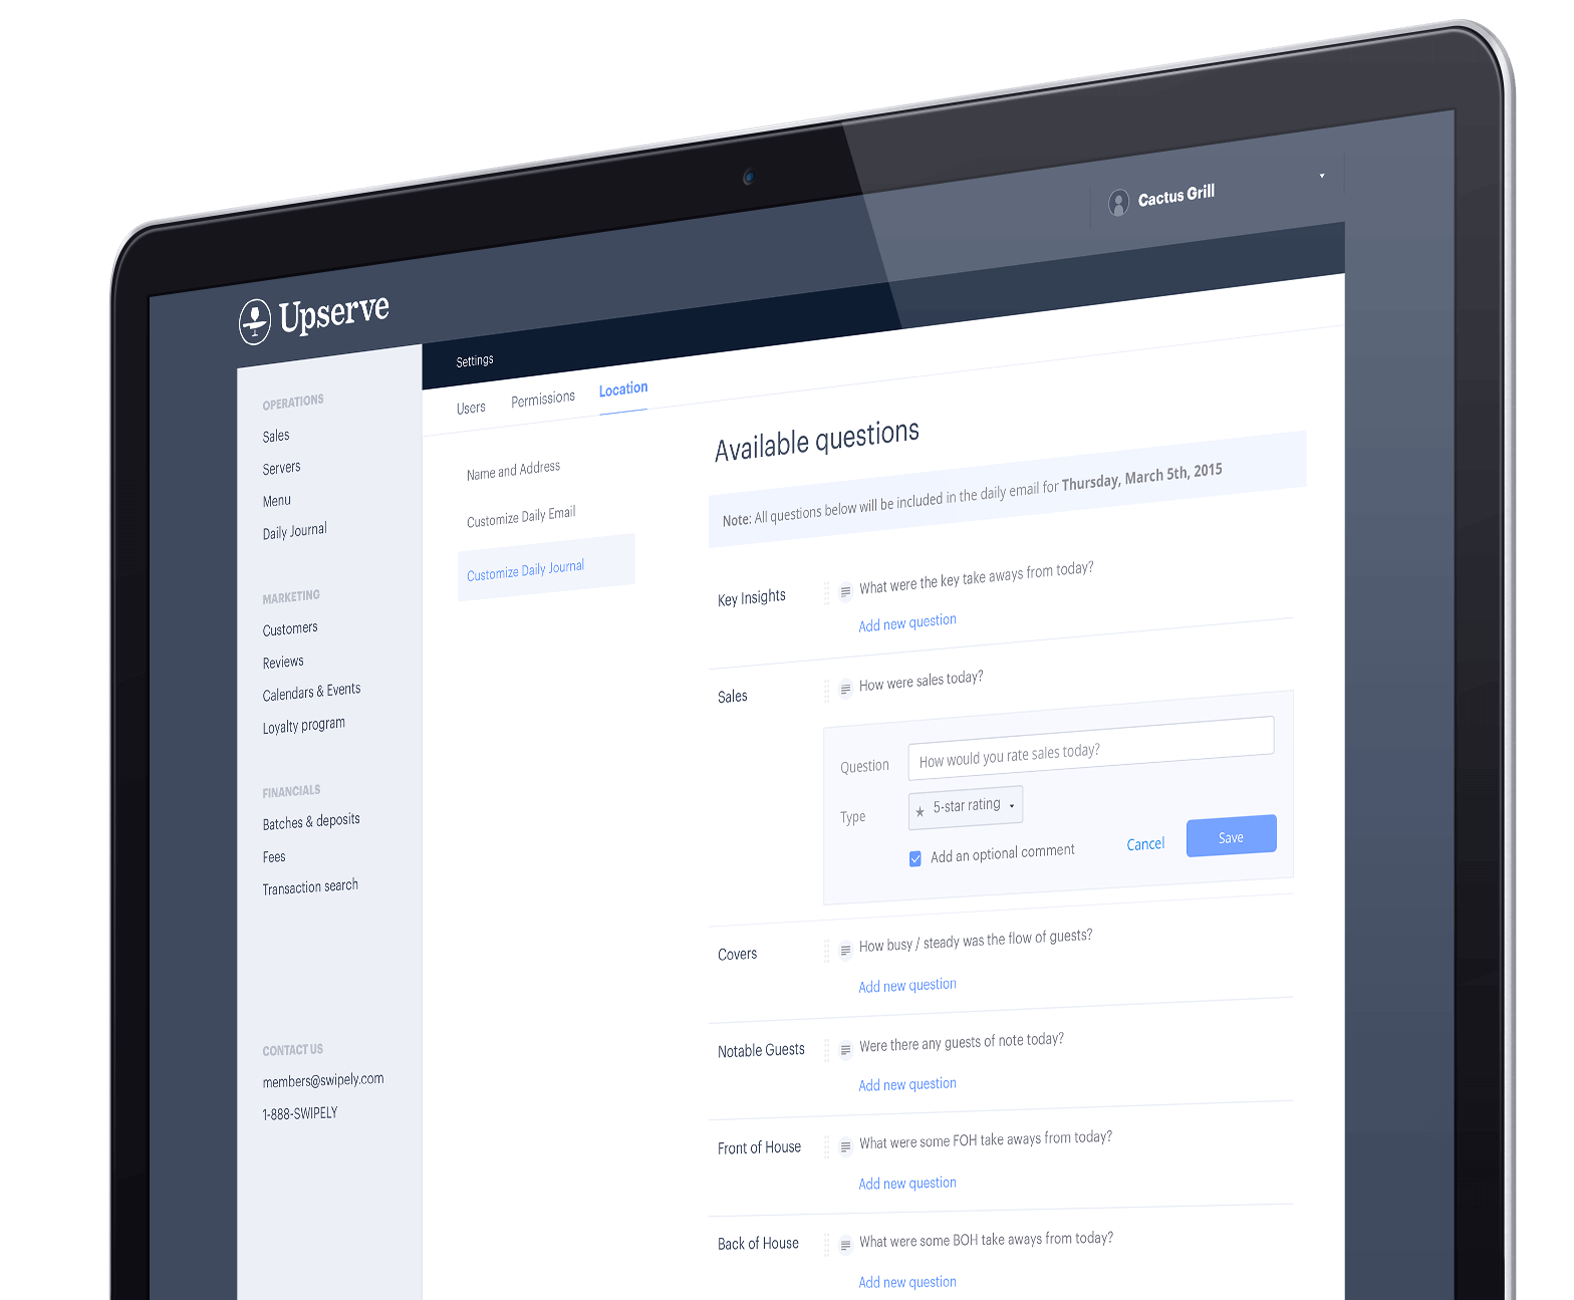 Cactus Grill
Upserve
Settings
Users Permissions Location
OPERATIONS
Sales
Servers
Menu
Daily Journal
MARKETING
Customers
Reviews
Calendars & Events
Loyalty program
FINANCIALS
Batches & deposits
Fees
Transaction search
CONTACT US
members@swipely.com
1-888-SWIPELY
Name and Address
Customize Daily Email
Customize Daily Journal
Available questions
Note: All questions below will be included in the daily email for Thursday, March 5th, 2015
Key Insights What were the key take aways from today?
Add new question
Sales How were sales today?
Question How would you rate sales today?
Type 5-star rating
Add an optional comment Cancel Save
Covers How busy / steady was the flow of guests?
Add new question
Notable Guests Were there any guests of note today?
Add new question
Front of House What were some FOH take aways from today?
Add new question
Back of House What were some BOH take aways from today?
Add new question